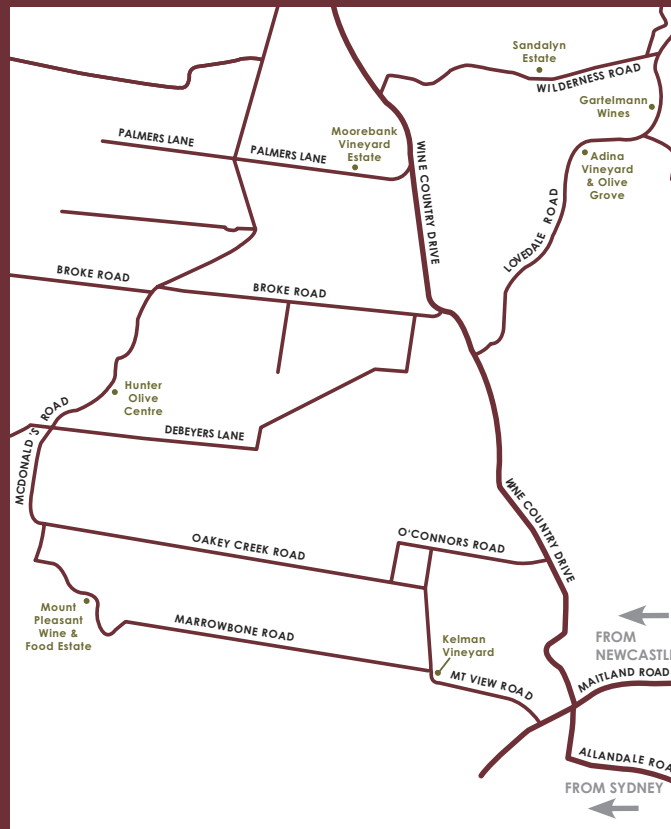 Sandalyn
Estate
WILDERNESS ROAD
Gartelmann
Wines
PALMERS LANE
PALMERS LANE
Moorebank
Vineyard
Estate
WINE COUNTRY DRIVE
Adina
Vineyard
& Olive
Grove
LOVEDALE ROAD
BROKE ROAD
BROKE ROAD
Hunter
Olive
Centre
MCDONALD'S ROAD
DEBEYERS LANE
WINE COUNTRY DRIVE
OAKEY CREEK ROAD
O'CONNORS ROAD
Mount
Pleasant
Wine &
Food Estate
MARROWBONE ROAD
Kelman
Vineyard
MT VIEW ROAD
FROM
NEWCASTLE
MAITLAND ROAD
ALLANDALE ROA
FROM SYDNEY